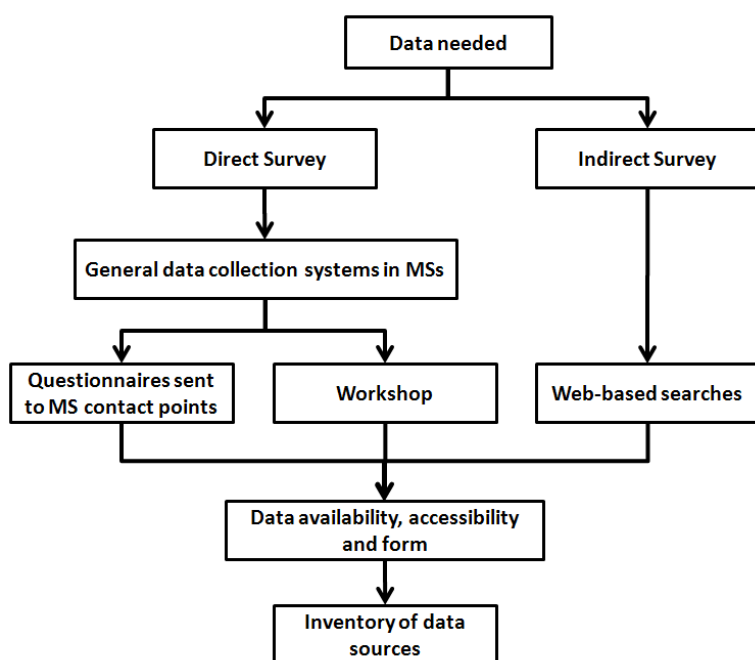 Data needed
Direct Survey
Indirect Survey
General data collection systems in MSs
Questionnaires sent
to MS contact points
Workshop
Web-based searches
Data availability, accessibility
and form
Inventory of data
sources